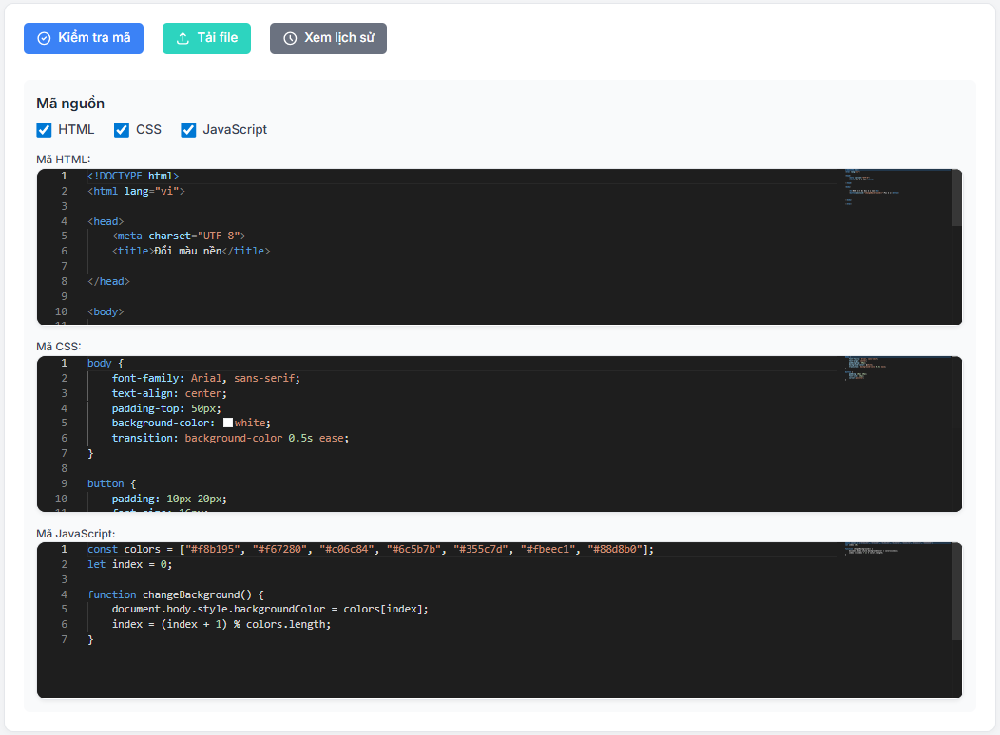 Kiểm tra mã
Tải file
Xem lịch sử
Mã nguồn
HTML
CSS
JavaScript
Mã HTML:
1 <!DOCTYPE html>
2 <html lang="vi">
3
4 <head>
5 <meta charset="UTF-8">
6 <title>Đổi màu nền</title>
7
8 </head>
9
10 <body>
11
Mã CSS:
1 body {
2 font-family: Arial, sans-serif;
3 text-align: center;
4 padding-top: 50px;
5 background-color: white;
6 transition: background-color 0.5s ease;
7 }
8
9 button {
10 padding: 10px 20px;
11 font-size: 16px;
Mã JavaScript:
1 const colors = ["#f8b195", "#f67280", "#c06c84", "#6c5b7b", "#355c7d", "#fbeec1", "#88d8b0"];
2 let index = 0;
3
4 function changeBackground() {
5 document.body.style.backgroundColor = colors[index];
6 index = (index + 1) % colors.length;
7 }